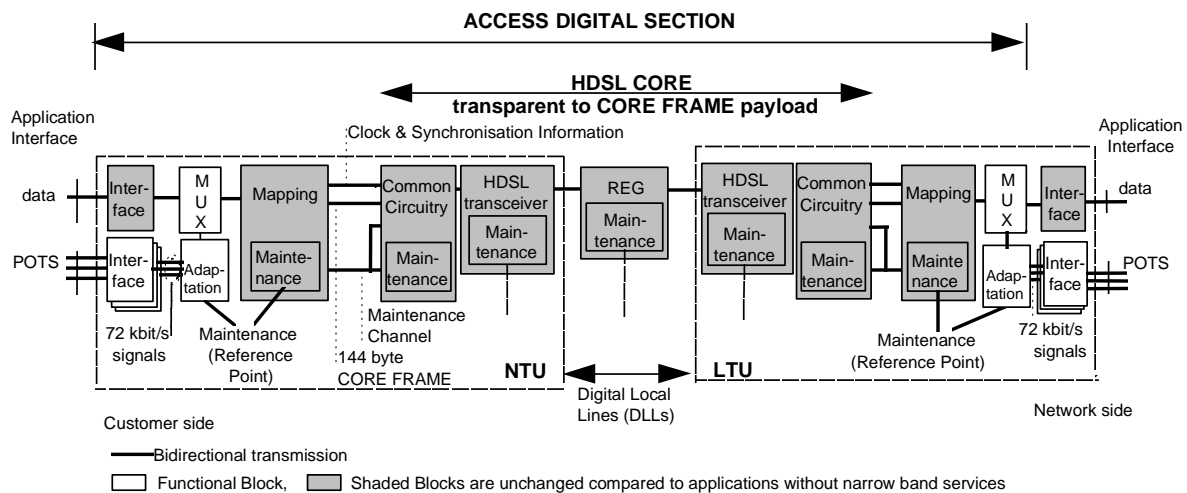 ACCESS DIGITAL SECTION
HDSL CORE
transparent to CORE FRAME payload
Application
Interface
Clock & Synchronisation Information
Application
Interface
data
Inter-
face
M
U
X
Mapping
Common
Circuitry
HDSL
transceiver
REG
HDSL
transceiver
Common
Circuitry
Mapping
M
U
X
Inter-
face
data
Main-
tenance
Main-
tenance
Main-
tenance
POTS
Inter-
face
Adap-
tation
Mainte-
nance
Main-
tenance
Main-
tenance
Mainte
nance
Adap-
tation
Inter-
face
POTS
72 kbit/s
signals
Maintenance
(Reference
Point)
Maintenance
Channel
144 byte
CORE FRAME
NTU
LTU
Maintenance
(Reference Point)
72 kbit/s
signals
Digital Local
Lines (DLLs)
Customer side
Network side
Bidirectional transmission
Functional Block,
Shaded Blocks are unchanged compared to applications without narrow band services